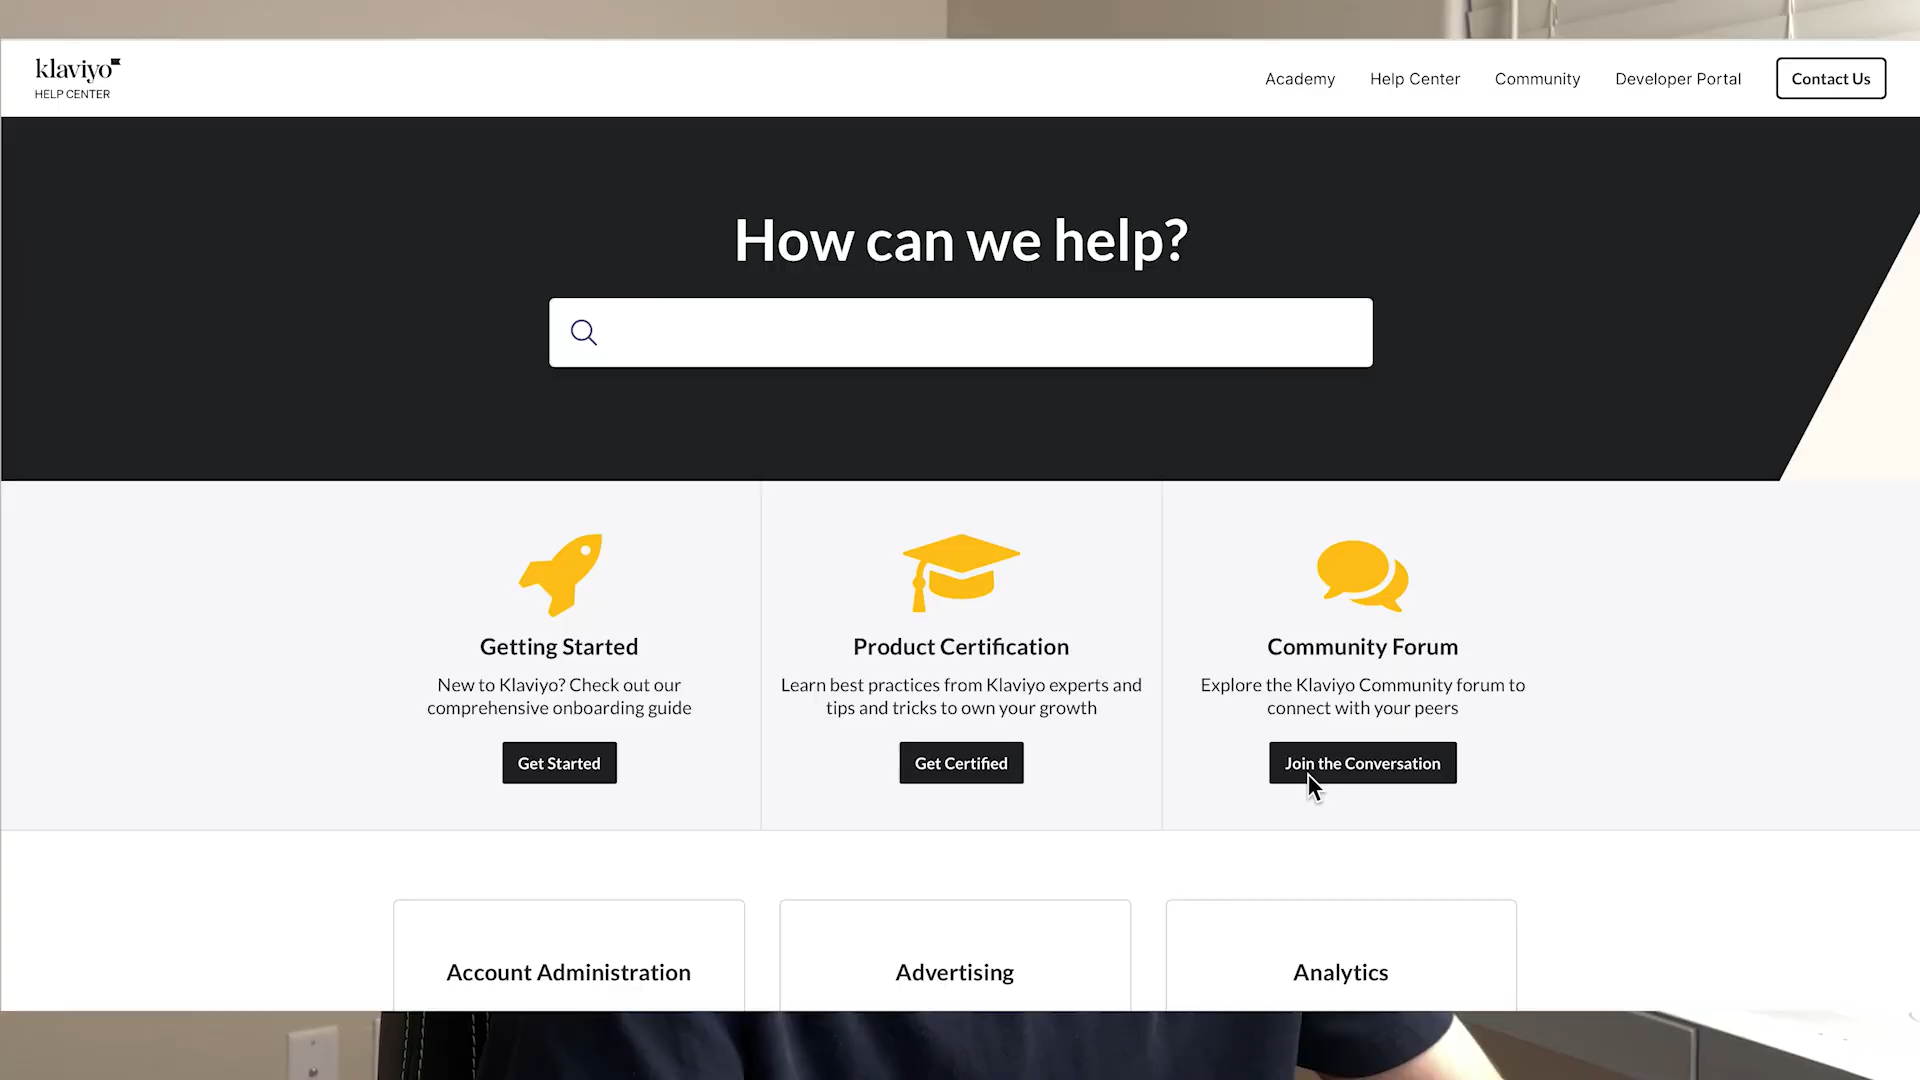 klaviyo
HELP CENTER
Academy
Help Center
Community
Developer Portal
Contact Us
How can we help?
Getting Started
New to Klaviyo? Check out our
comprehensive onboarding guide
Get Started
Product Certification
Learn best practices from Klaviyo experts and
tips and tricks to own your growth
Get Certified
Community Forum
Explore the Klaviyo Community forum to
connect with your peers
Join the Conversation
Account Administration
Advertising
Analytics